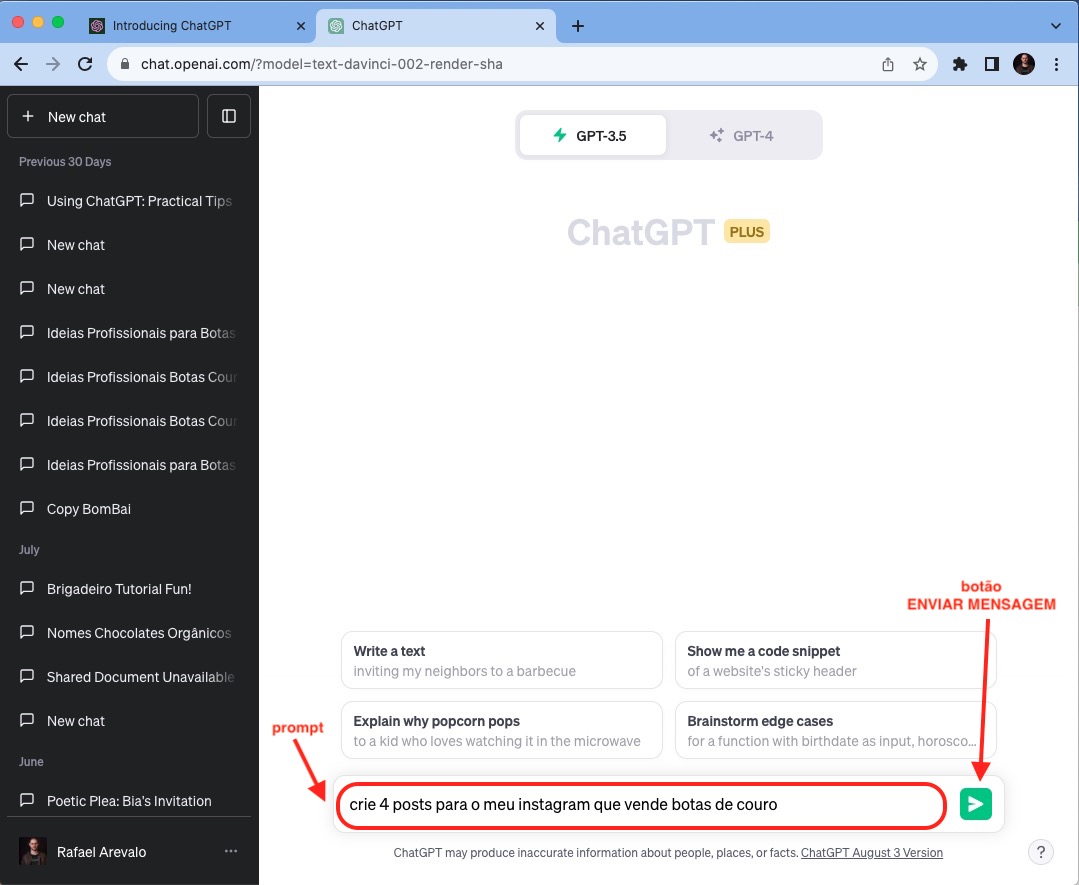 Introducing ChatGPT
ChatGPT
chat.openai.com/?model=text-davinci-002-render-sha
New chat
Previous 30 Days
Using ChatGPT: Practical Tips
New chat
New chat
Ideias Profissionais para Botas
Ideias Profissionais Botas Cour
Ideias Profissionais Botas Cour
Ideias Profissionais para Botas
Copy BomBai
July
Brigadeiro Tutorial Fun!
Nomes Chocolates Orgânicos
Shared Document Unavailable
New chat
June
Poetic Plea: Bia's Invitation
Rafael Arevalo
GPT-3.5
GPT-4
ChatGPT PLUS
botão
ENVIAR MENSAGEM
Write a text
inviting my neighbors to a barbecue
Show me a code snippet
of a website's sticky header
Explain why popcorn pops
to a kid who loves watching it in the microwave
Brainstorm edge cases
for a function with birthdate as input, horosco...
prompt
crie 4 posts para o meu instagram que vende botas de couro
ChatGPT may produce inaccurate information about people, places, or facts. ChatGPT August 3 Version
?